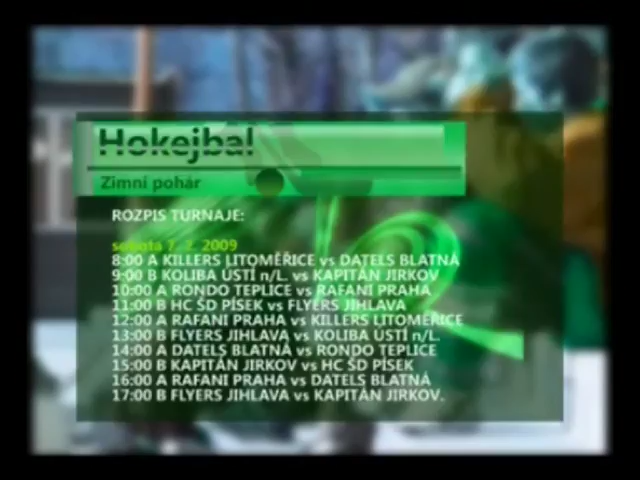 Hokejbal
Zimní pohár
ROZPIS TURNAJE:
sobota 7. 2. 2009
8:00 A KILLERS LITOMĚŘICE vs DATELS BLATNÁ
9:00 B KOLIBA ÚSTÍ n/L. vs KAPITÁN JIRKOV
10:00 A RONDO TEPLICE vs RAFANI PRAHA
11:00 B HC ŠD PÍSEK vs FLYERS JIHLAVA
12:00 A RAFANI PRAHA vs KILLERS LITOMĚŘICE
13:00 B FLYERS JIHLAVA vs KOLIBA ÚSTÍ n/L.
14:00 A DATELS BLATNÁ vs RONDO TEPLICE
15:00 B KAPITÁN JIRKOV vs HC ŠD PÍSEK
16:00 A RAFANI PRAHA vs DATELS BLATNÁ
17:00 B FLYERS JIHLAVA vs KAPITÁN JIRKOV.